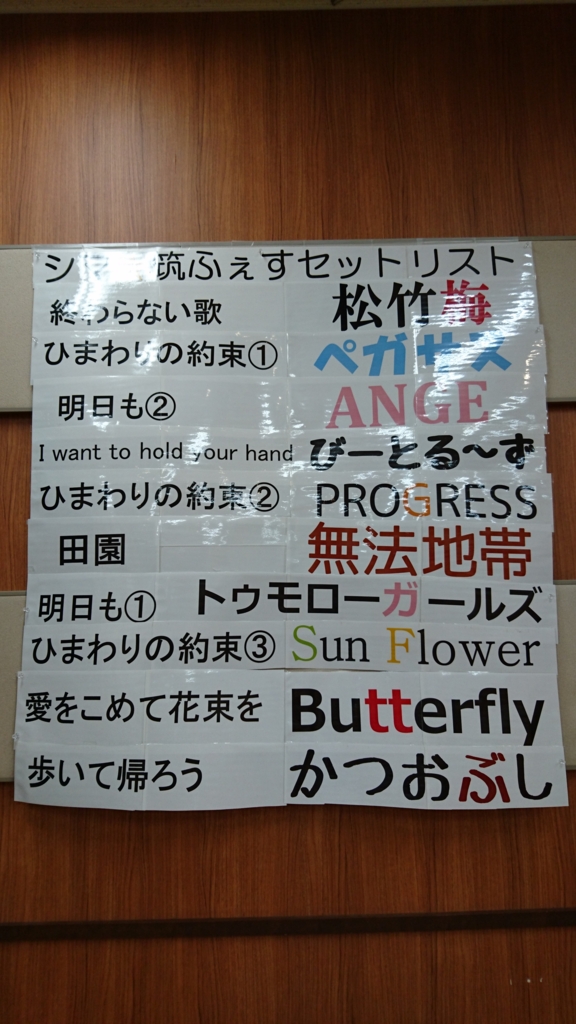 シ 筑ふぇすセットリスト
終わらない歌 松竹梅
ひまわりの約束① ペガサス
明日も② ANGE
I want to hold your hand びーとる〜ず
ひまわりの約束② PROGRESS
田園 無法地帯
明日も① トゥモローガールズ
ひまわりの約束③ Sun Flower
愛をこめて花束を Butterfly
歩いて帰ろう かつおぶし